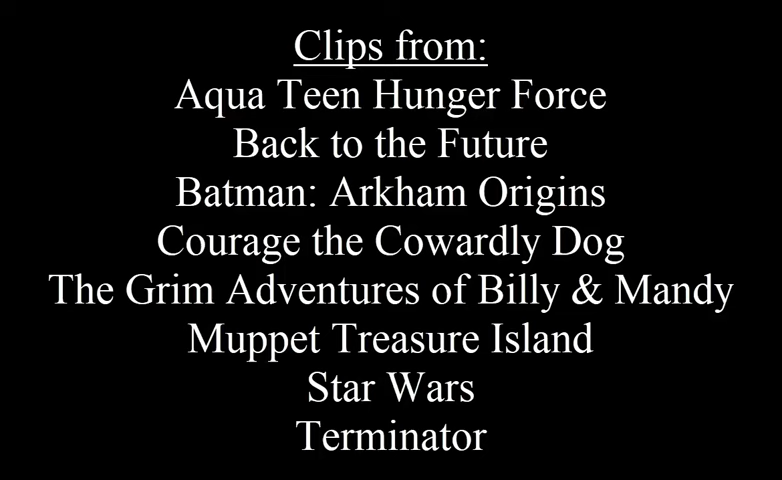 Clips from:
Aqua Teen Hunger Force
Back to the Future
Batman: Arkham Origins
Courage the Cowardly Dog
The Grim Adventures of Billy & Mandy
Muppet Treasure Island
Star Wars
Terminator